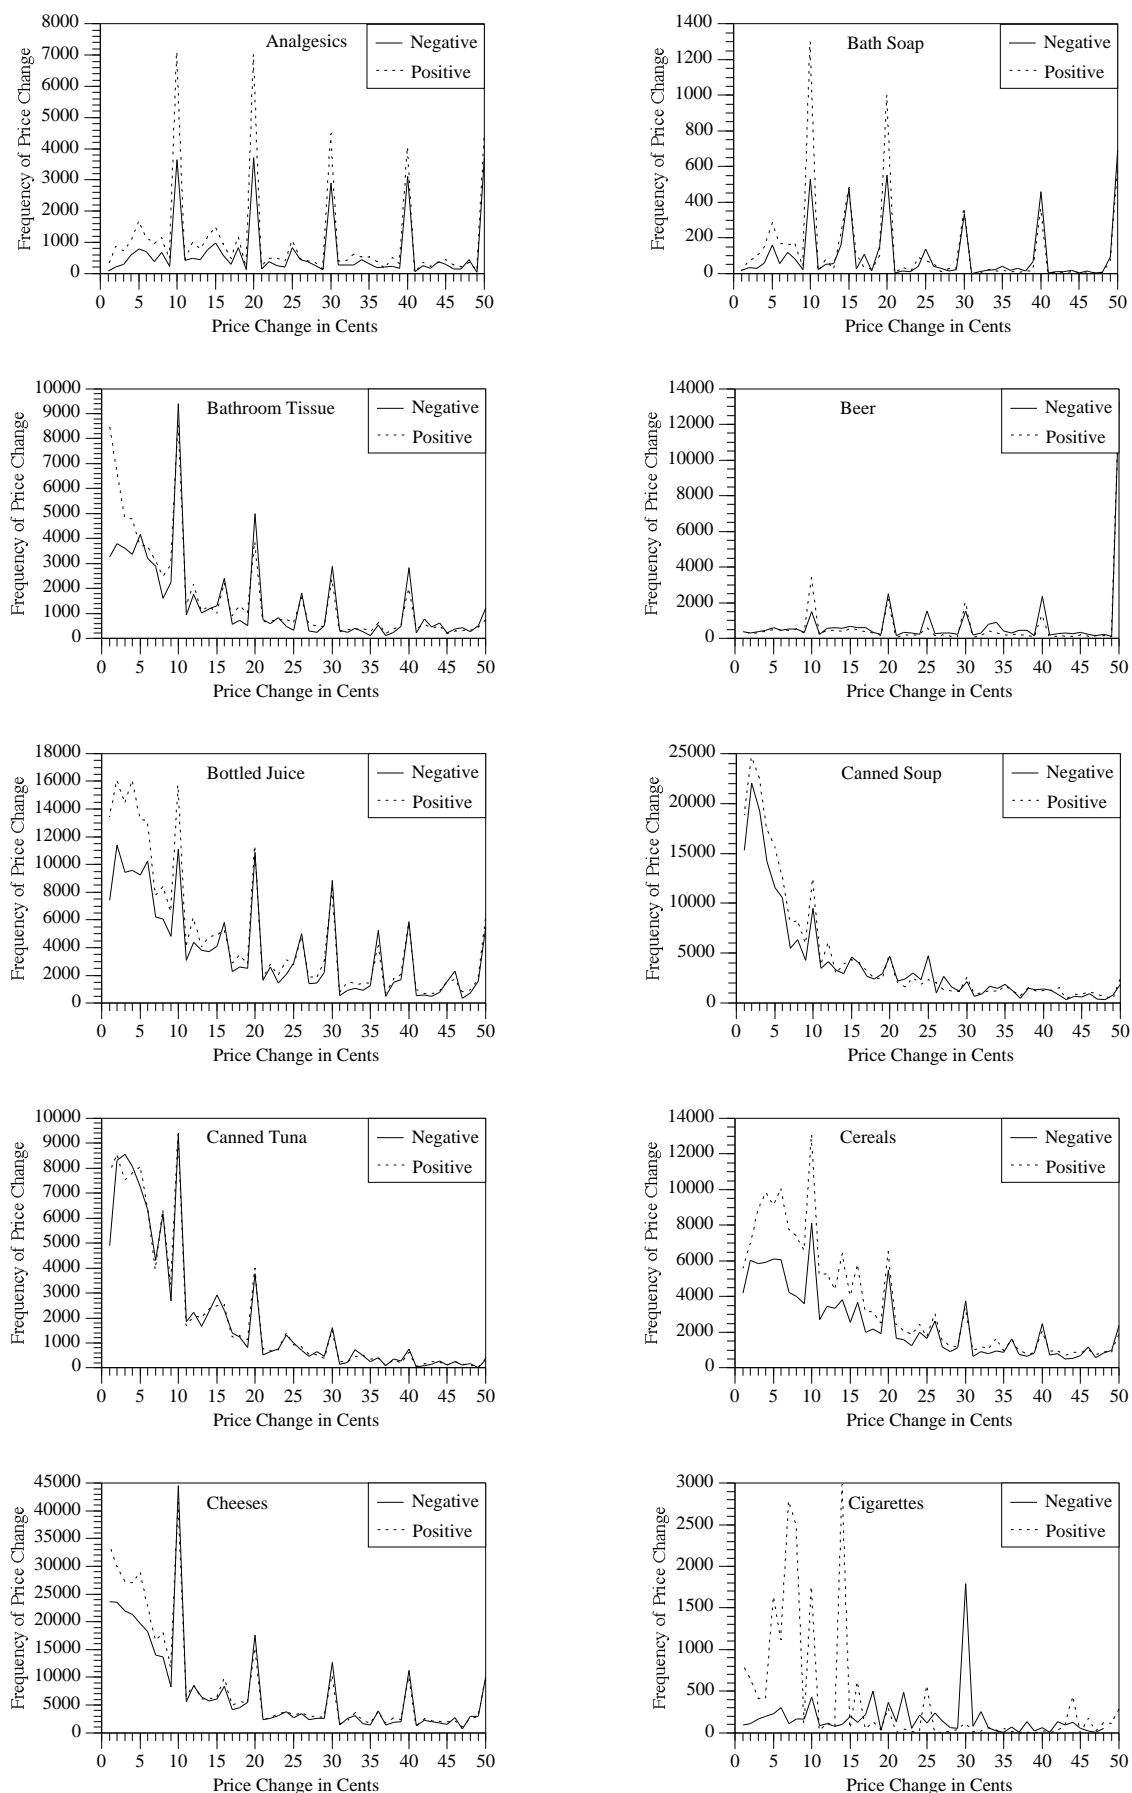 Analgesics
Negative
Positive
Frequency of Price Change
8000
7000
6000
5000
4000
3000
2000
1000
0
0 5 10 15 20 25 30 35 40 45 50
Price Change in Cents
Bath Soap
Negative
Positive
Frequency of Price Change
1400
1200
1000
800
600
400
200
0
0 5 10 15 20 25 30 35 40 45 50
Price Change in Cents
Bathroom Tissue
Negative
Positive
Frequency of Price Change
10000
9000
8000
7000
6000
5000
4000
3000
2000
1000
0
0 5 10 15 20 25 30 35 40 45 50
Price Change in Cents
Beer
Negative
Positive
Frequency of Price Change
14000
12000
10000
8000
6000
4000
2000
0
0 5 10 15 20 25 30 35 40 45 50
Price Change in Cents
Bottled Juice
Negative
Positive
Frequency of Price Change
18000
16000
14000
12000
10000
8000
6000
4000
2000
0
0 5 10 15 20 25 30 35 40 45 50
Price Change in Cents
Canned Soup
Negative
Positive
Frequency of Price Change
25000
20000
15000
10000
5000
0
0 5 10 15 20 25 30 35 40 45 50
Price Change in Cents
Canned Tuna
Negative
Positive
Frequency of Price Change
10000
9000
8000
7000
6000
5000
4000
3000
2000
1000
0
0 5 10 15 20 25 30 35 40 45 50
Price Change in Cents
Cereals
Negative
Positive
Frequency of Price Change
14000
12000
10000
8000
6000
4000
2000
0
0 5 10 15 20 25 30 35 40 45 50
Price Change in Cents
Cheeses
Negative
Positive
Frequency of Price Change
45000
40000
35000
30000
25000
20000
15000
10000
5000
0
0 5 10 15 20 25 30 35 40 45 50
Price Change in Cents
Cigarettes
Negative
Positive
Frequency of Price Change
3000
2500
2000
1500
1000
500
0
0 5 10 15 20 25 30 35 40 45 50
Price Change in Cents